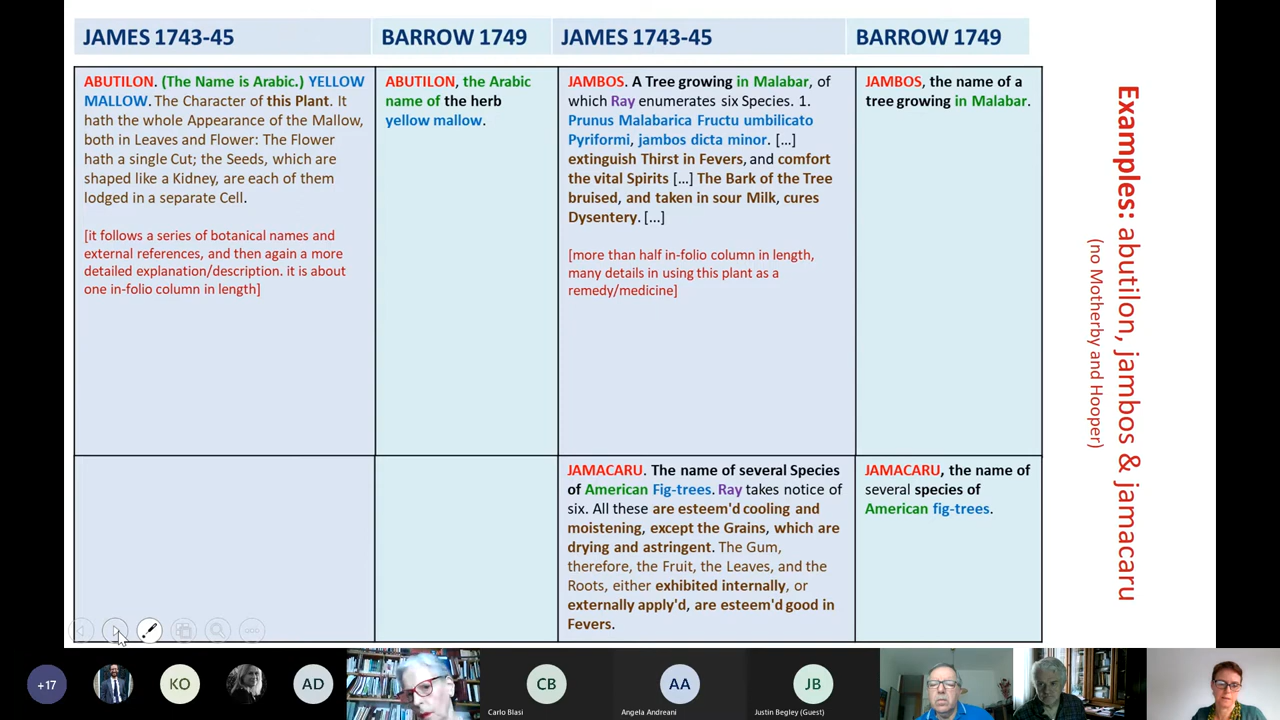 JAMES 1743-45
BARROW 1749
JAMES 1743-45
BARROW 1749
ABUTILON. (The Name is Arabic.) YELLOW
MALLOW. The Character of this Plant. It
hath the whole Appearance of the Mallow,
both in Leaves and Flower: The Flower
hath a single Cut; the Seeds, which are
shaped like a Kidney, are each of them
lodged in a separate Cell.
[it follows a series of botanical names and
external references, and then again a more
detailed explanation/description. it is about
one in-folio column in length]
ABUTILON, the Arabic
name of the herb
yellow mallow.
JAMBOS. A Tree growing in Malabar, of
which Ray enumerates six Species. 1.
Prunus Malabarica Fructu umbilicato
Pyriformi, jambos dicta minor. [...]
extinguish Thirst in Fevers, and comfort
the vital Spirits [...] The Bark of the Tree
bruised, and taken in sour Milk, cures
Dysentery. [...]
[more than half in-folio column in length,
many details in using this plant as a
remedy/medicine]
JAMBOS, the name of a
tree growing in Malabar.
JAMACARU. The name of several Species
of American Fig-trees. Ray takes notice of
six. All these are esteem'd cooling and
moistening, except the Grains, which are
drying and astringent. The Gum,
therefore, the Fruit, the Leaves, and the
Roots, either exhibited internally, or
externally apply'd, are esteem'd good in
Fevers.
JAMACARU, the name of
several species of
American fig-trees.
Examples: abutilon, jambos & jamacaru
(no Motherby and Hooper)
+17
KO
AD
CB
Carlo Blasi
AA
Angela Andreani
JB
Justin Begley (Guest)